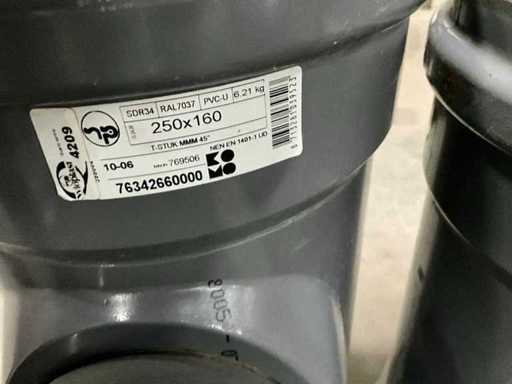 SDR34 RAL7037 PVC-U 6.21 kg
250x160
T-STUK MMM 45°
NEN EN 1401-1 UD
10-06 769506
KOMO
76342660000
4209